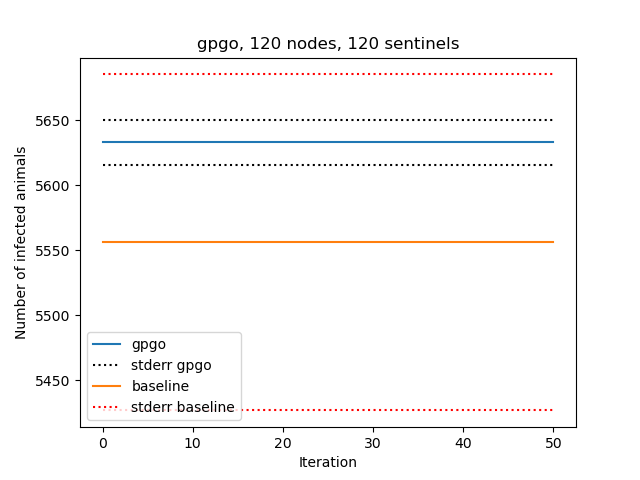 gpgo, 120 nodes, 120 sentinels
Number of infected animals
5650
5600
5550
5500
5450
gpgo
stderr gpgo
baseline
stderr baseline
0 10 20 30 40 50
Iteration